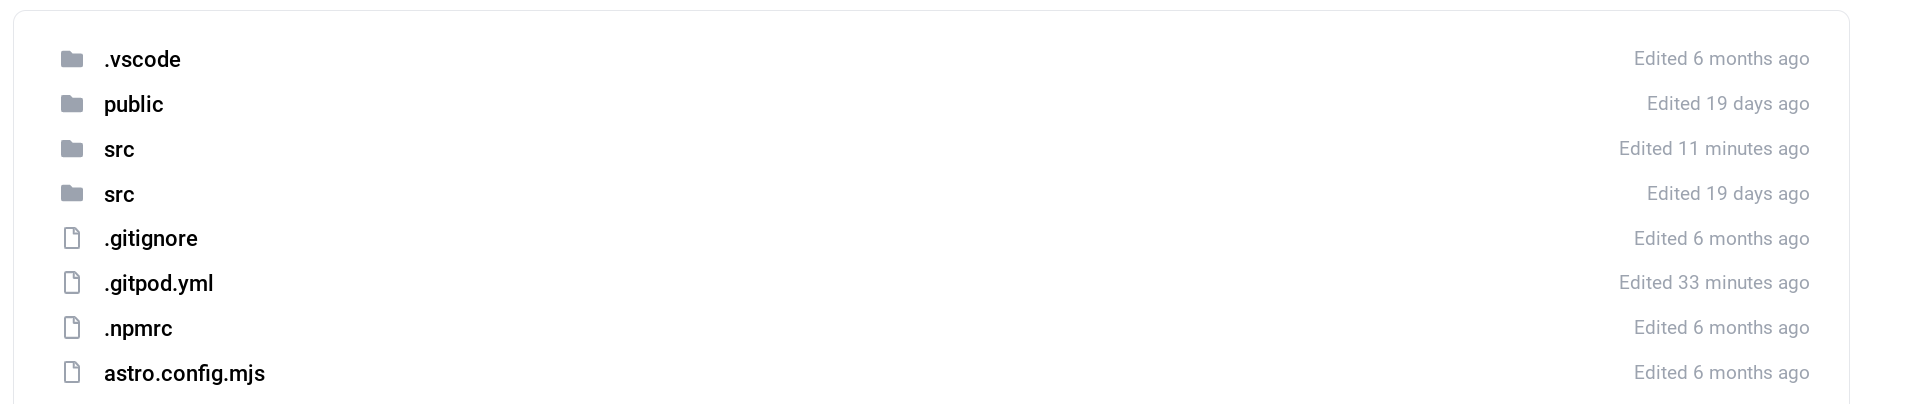 .vscode Edited 6 months ago
public Edited 19 days ago
src Edited 11 minutes ago
src Edited 19 days ago
.gitignore Edited 6 months ago
.gitpod.yml Edited 33 minutes ago
.npmrc Edited 6 months ago
astro.config.mjs Edited 6 months ago